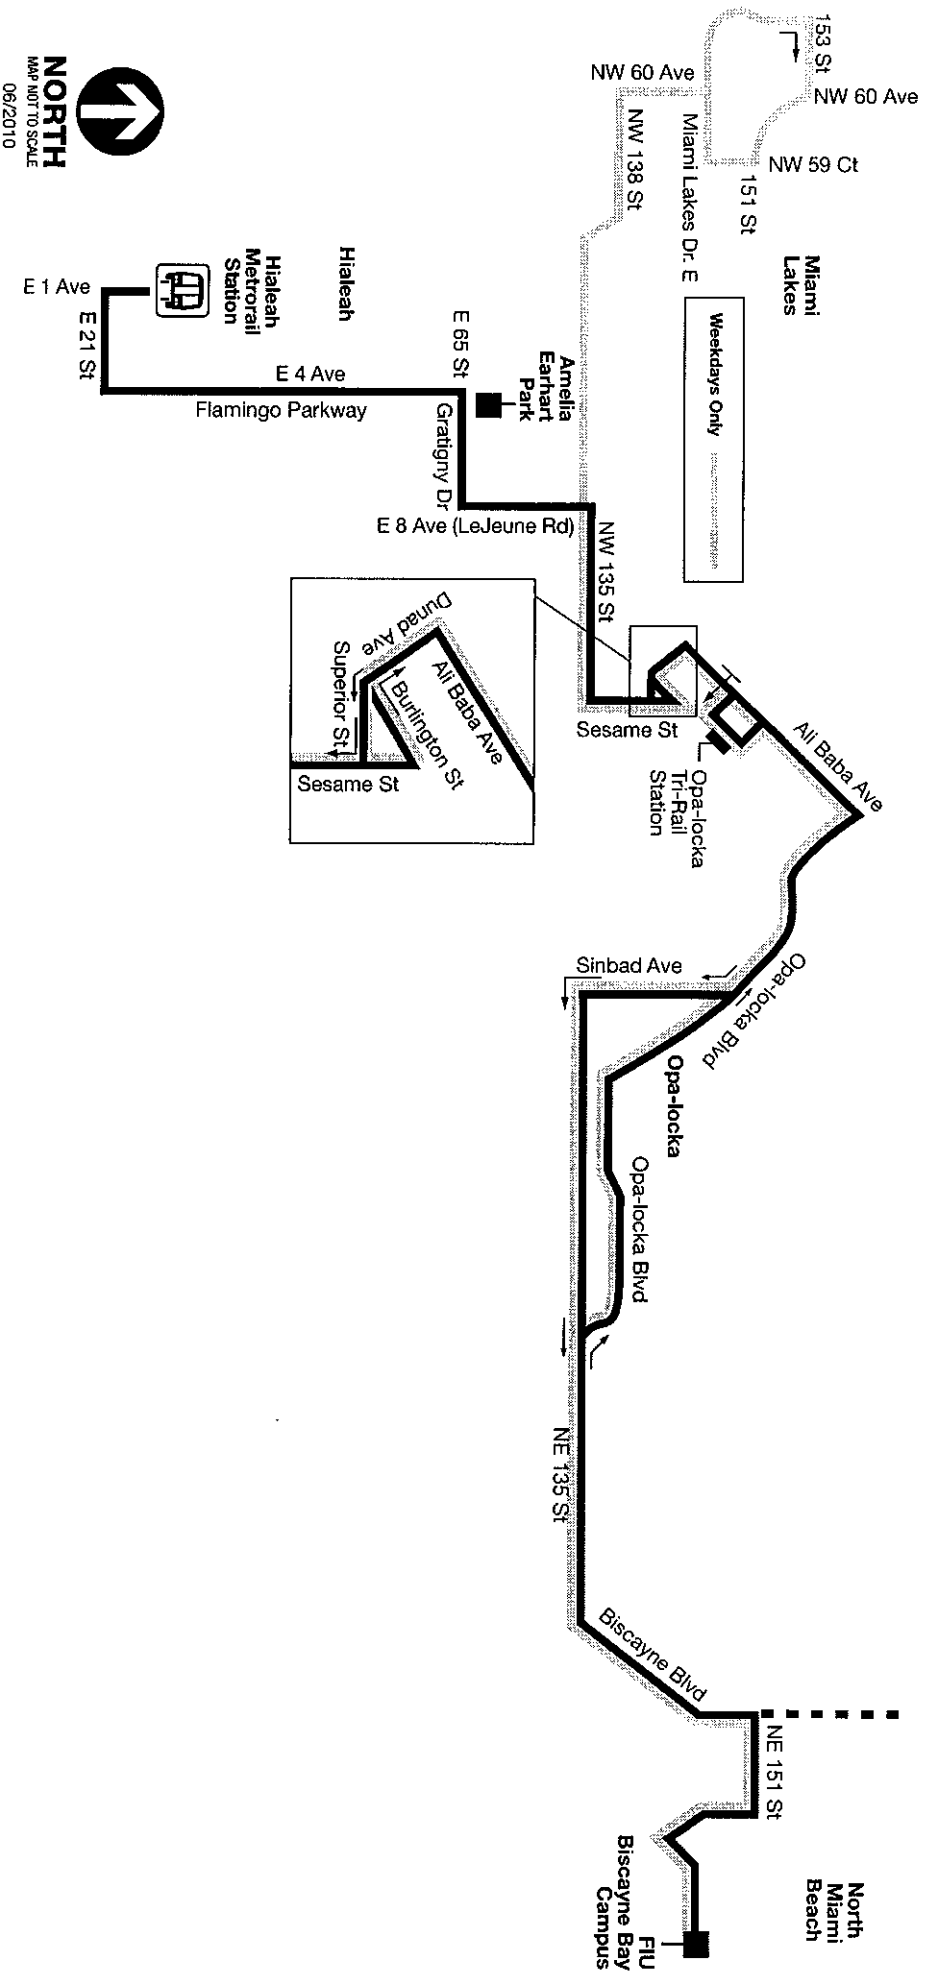 153 St
NW 60 Ave
NW 60 Ave
NW 138 St
Miami Lakes Dr. E
NW 59 Ct
151 St
Miami
Lakes
Weekdays Only
NORTH
MAP NOT TO SCALE
06/2010
Hialeah
Hialeah
Metrorail
Station
E 1 Ave
E 21 St
E 4 Ave
Flamingo Parkway
E 65 St
Amelia
Earhart
Park
Gratigny Dr
E 8 Ave (LeJeune Rd)
NW 135 St
Sesame St
Dunad Ave
Ali Baba Ave
Superior St
Burlington St
Sesame St
Opa-locka
Tri-Rail
Station
Ali Baba Ave
Sinbad Ave
Opa-locka Blvd
Opa-locka
Opa-locka Blvd
NE 135 St
Biscayne Blvd
NE 151 St
North
Miami
Beach
FIU
Biscayne Bay
Campus